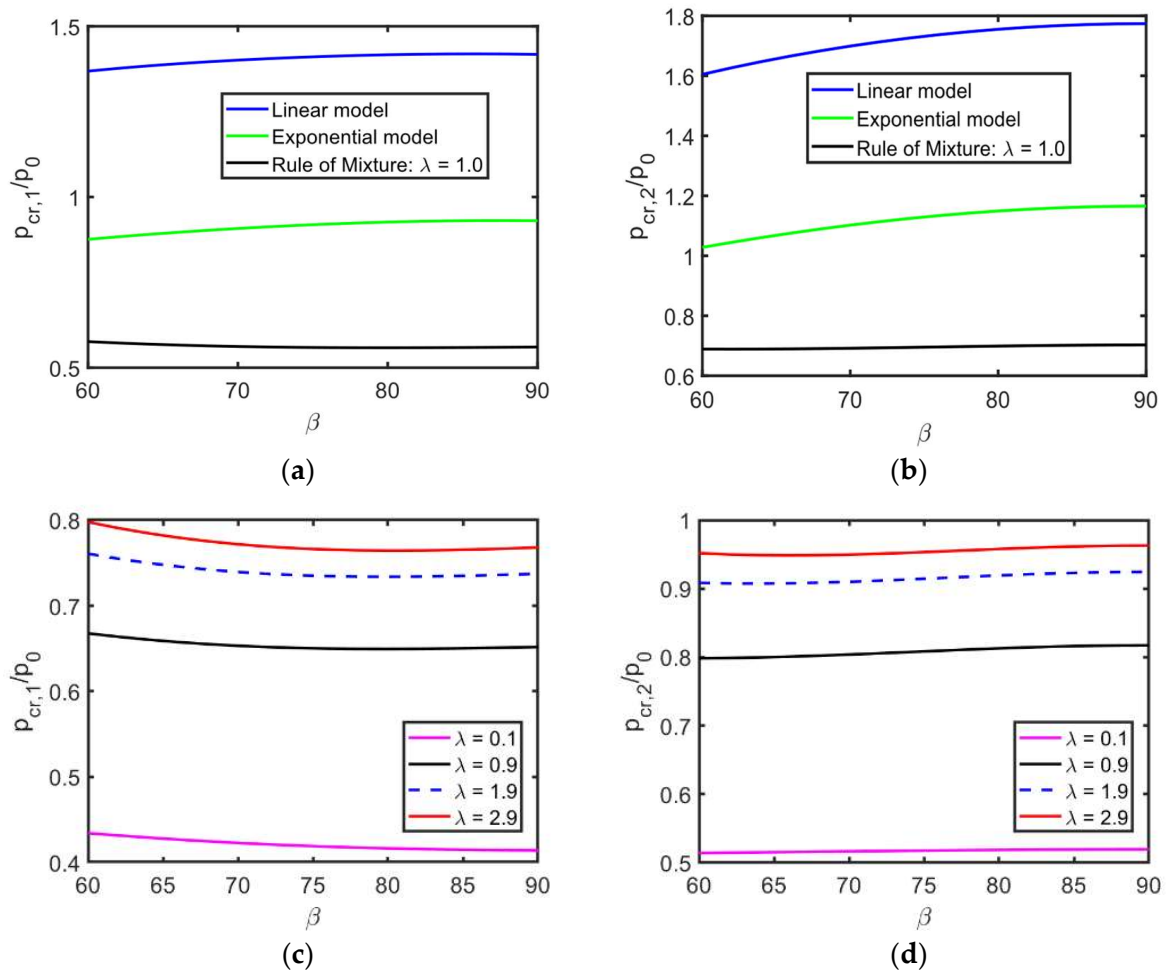 1.5
1
0.5
p_cr,1/p_0
Linear model
Exponential model
Rule of Mixture: λ = 1.0
60 70 80 90
β
(a)
1.8
1.6
1.4
1.2
1
0.8
0.6
p_cr,2/p_0
Linear model
Exponential model
Rule of Mixture: λ = 1.0
60 70 80 90
β
(b)
0.8
0.7
0.6
0.5
0.4
p_cr,1/p_0
λ = 0.1
λ = 0.9
λ = 1.9
λ = 2.9
60 65 70 75 80 85 90
β
(c)
1
0.9
0.8
0.7
0.6
0.5
p_cr,2/p_0
λ = 0.1
λ = 0.9
λ = 1.9
λ = 2.9
60 65 70 75 80 85 90
β
(d)